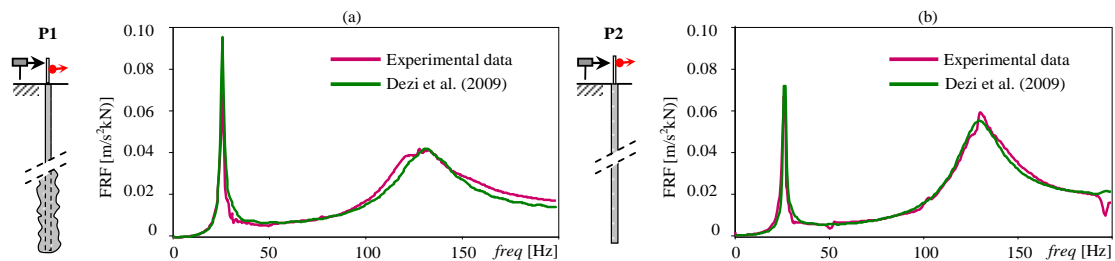 (a)
P1
FRF [m/s²kN)]
0.10
0.08
0.06
0.04
0.02
0
Experimental data
Dezi et al. (2009)
0
50
100
150
freq [Hz]
(b)
P2
FRF [m/s²kN)]
0.10
0.08
0.06
0.04
0.02
0
Experimental data
Dezi et al. (2009)
0
50
100
150
freq [Hz]